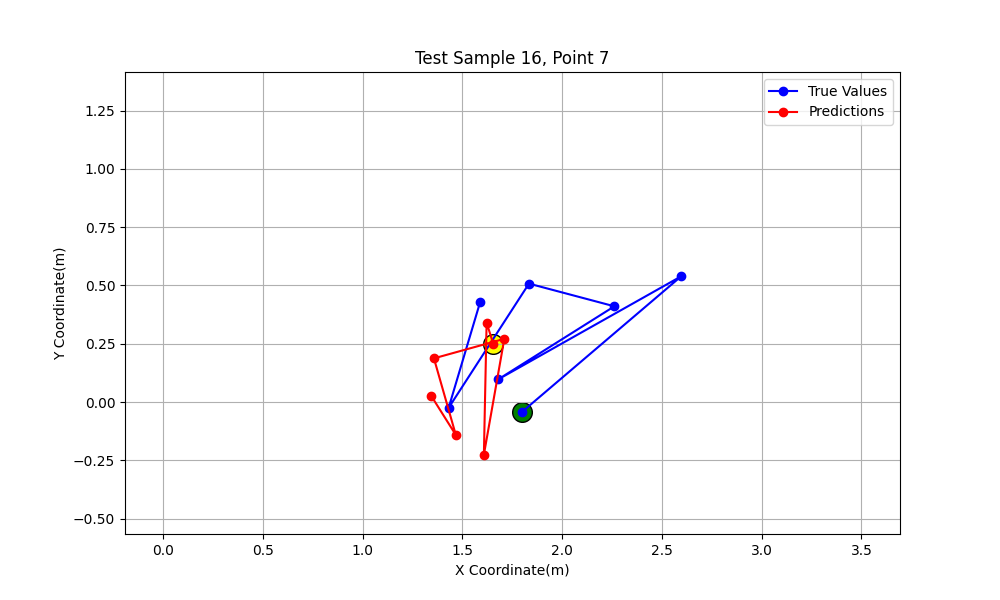 Test Sample 16, Point 7
True Values
Predictions
Y Coordinate(m)
1.25
1.00
0.75
0.50
0.25
0.00
−0.25
−0.50
0.0 0.5 1.0 1.5 2.0 2.5 3.0 3.5
X Coordinate(m)